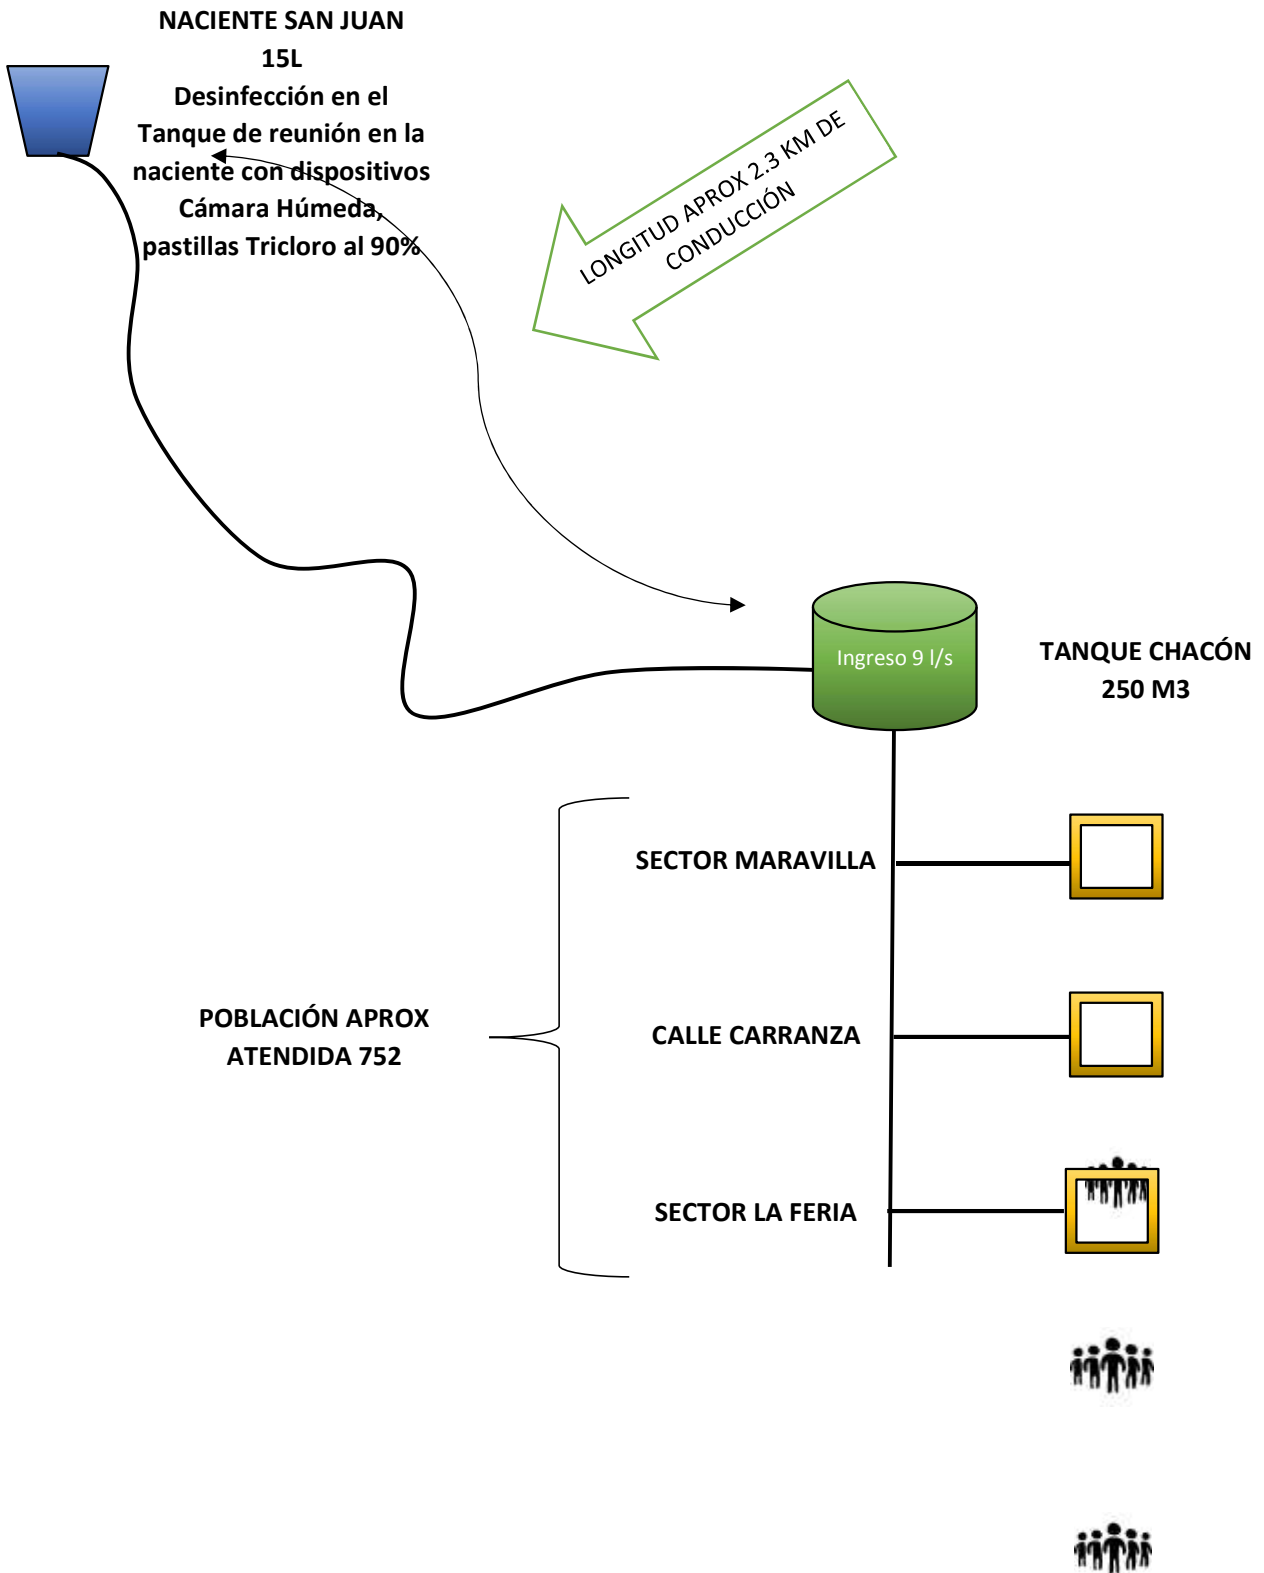 NACIENTE SAN JUAN
15L
Desinfección en el
Tanque de reunión en la
naciente con dispositivos
Cámara Húmeda,
pastillas Tricloro al 90%
LONGITUD APROX 2.3 KM DE
CONDUCCIÓN
Ingreso 9 l/s
TANQUE CHACÓN
250 M3
SECTOR MARAVILLA
POBLACIÓN APROX
ATENDIDA 752
CALLE CARRANZA
SECTOR LA FERIA